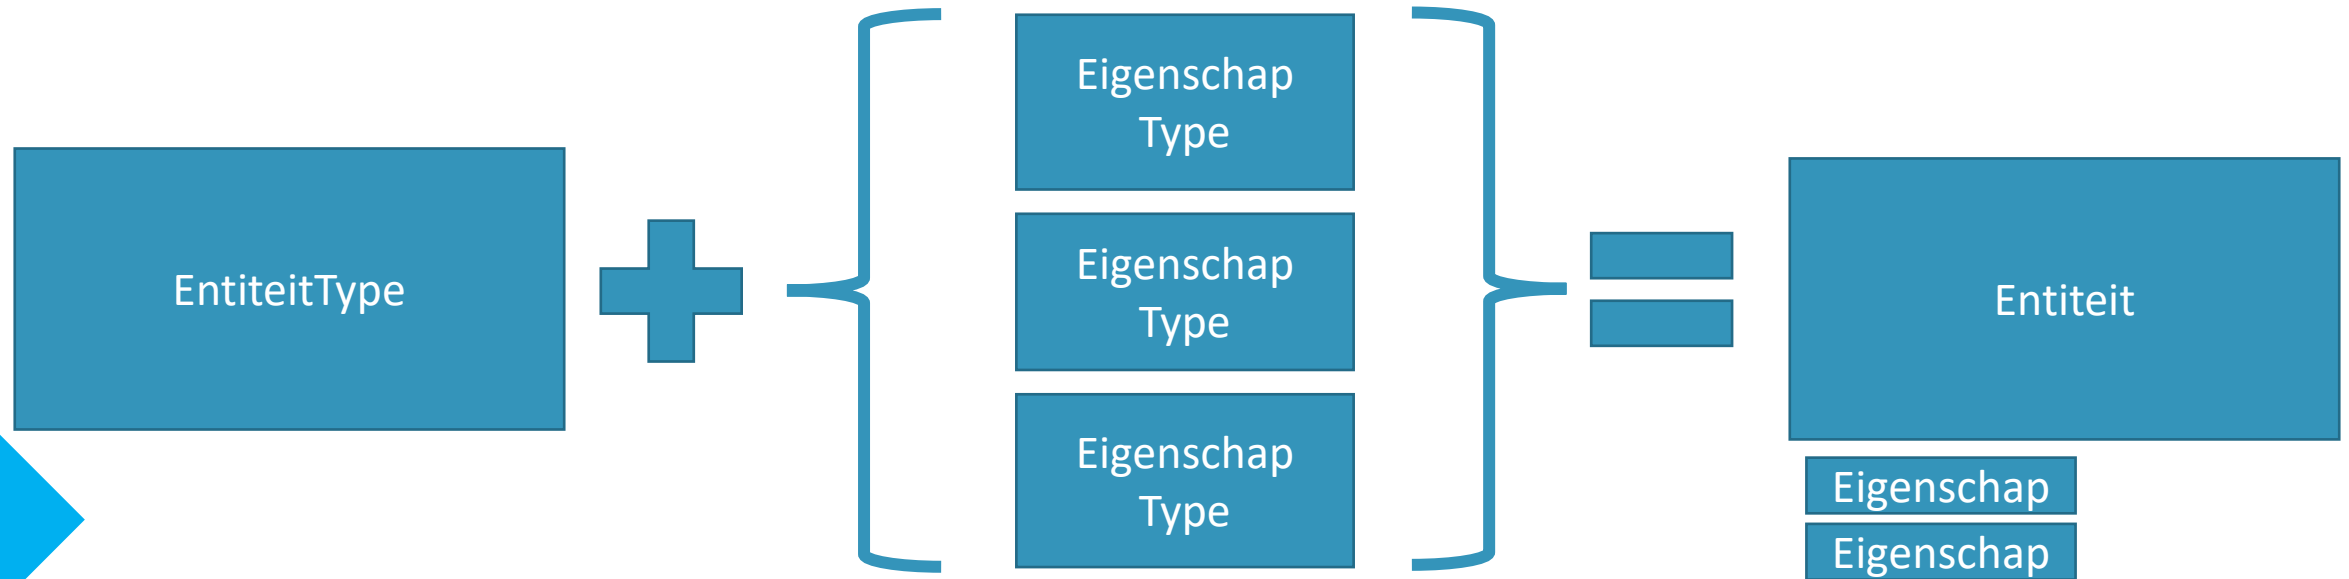 EntiteitType
Eigenschap
Type
Eigenschap
Type
Eigenschap
Type
Entiteit
Eigenschap
Eigenschap